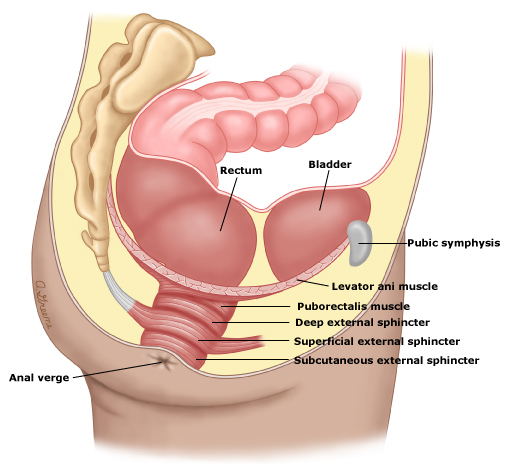 Rectum
Bladder
Pubic symphysis
Levator ani muscle
Puborectalis muscle
Deep external sphincter
Superficial external sphincter
Subcutaneous external sphincter
Anal verge